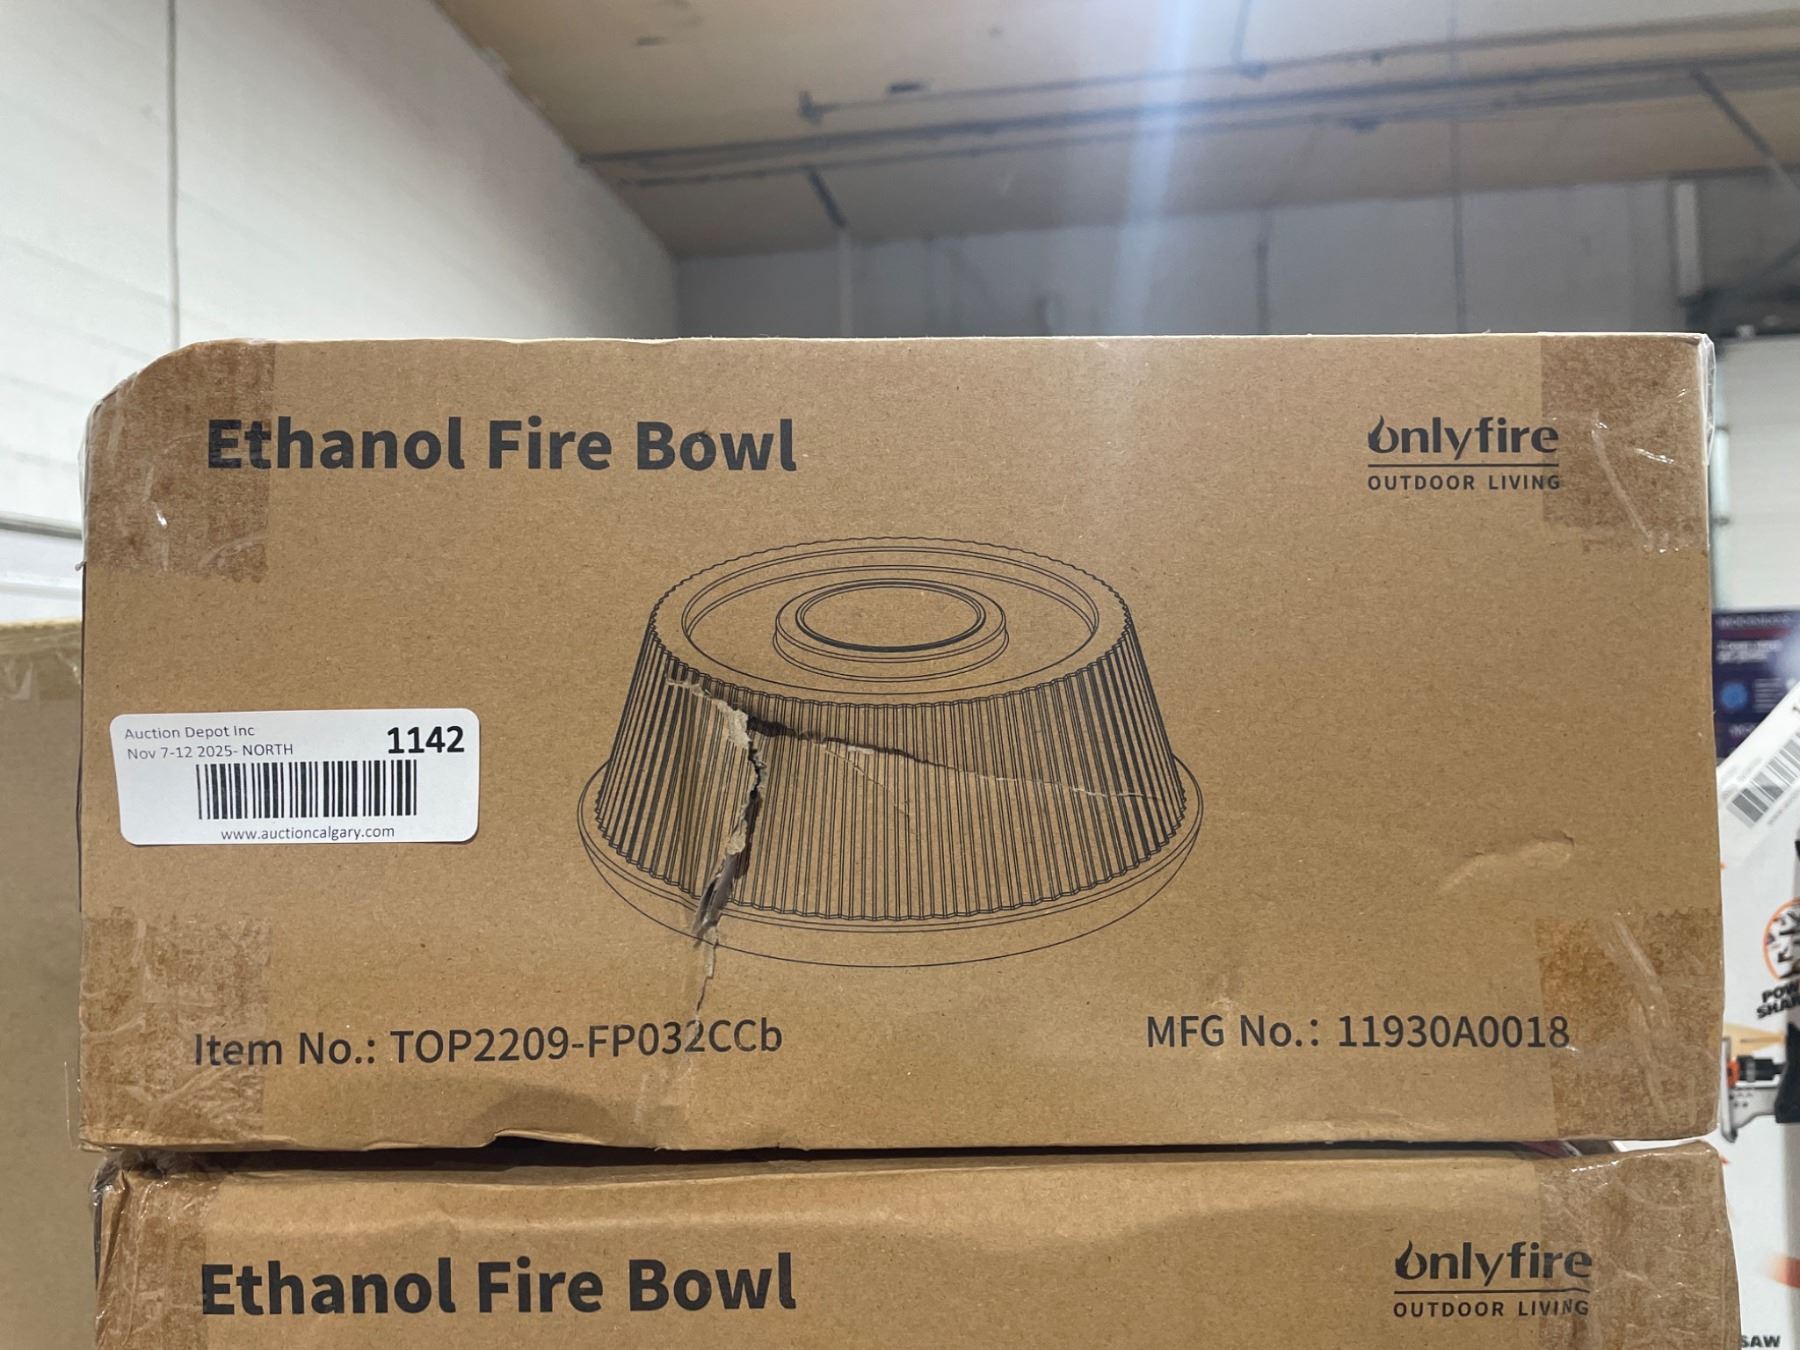 Ethanol Fire Bowl
onlyfire
OUTDOOR LIVING
Auction Depot Inc
Nov 7-12 2025- NORTH
1142
www.auctioncalgary.com
Item No.: TOP2209-FP032CCb
MFG No.: 11930A0018
Ethanol Fire Bowl
onlyfire
OUTDOOR LIVING
SAW